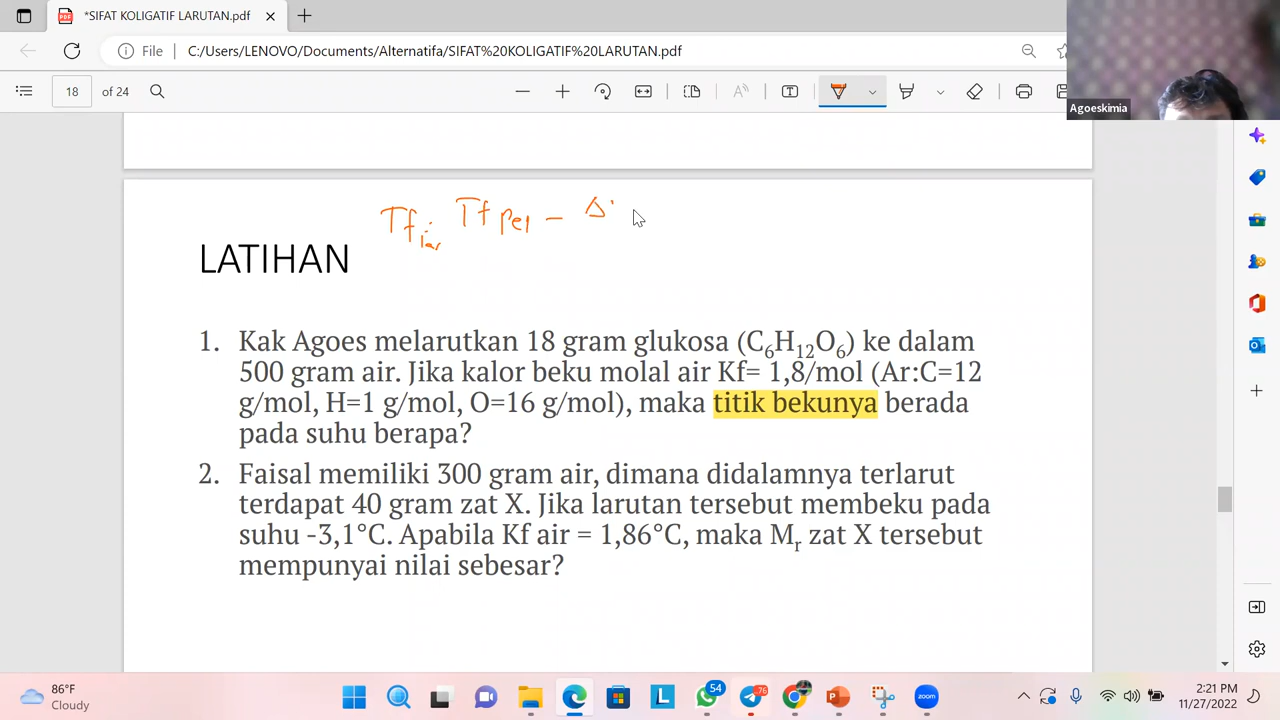 *SIFAT KOLIGATIF LARUTAN.pdf
File C:/Users/LENOVO/Documents/Alternatifa/SIFAT%20KOLIGATIF%20LARUTAN.pdf
18 of 24
Agoeskimia
Tf lar Tf pel - Δ
LATIHAN
1. Kak Agoes melarutkan 18 gram glukosa (C₆H₁₂O₆) ke dalam
500 gram air. Jika kalor beku molal air Kf= 1,8/mol (Ar:C=12
g/mol, H=1 g/mol, O=16 g/mol), maka titik bekunya berada
pada suhu berapa?
2. Faisal memiliki 300 gram air, dimana didalamnya terlarut
terdapat 40 gram zat X. Jika larutan tersebut membeku pada
suhu -3,1°C. Apabila Kf air = 1,86°C, maka Mᵣ zat X tersebut
mempunyai nilai sebesar?
86°F
Cloudy
54
76
2:21 PM
11/27/2022